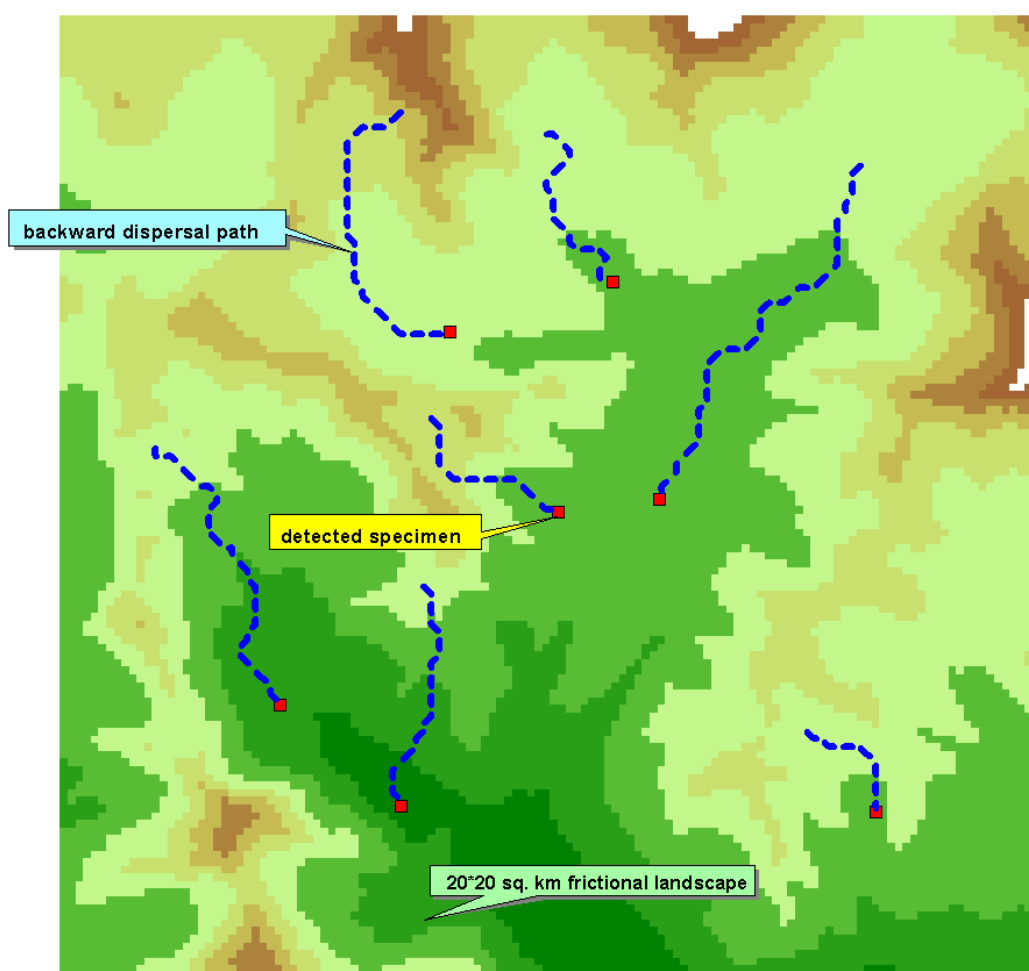 backward dispersal path
detected specimen
20*20 sq. km frictional landscape